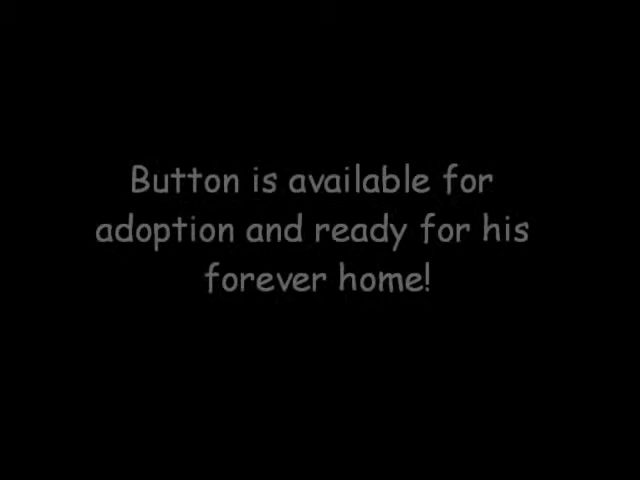 Button is available for
adoption and ready for his
forever home!